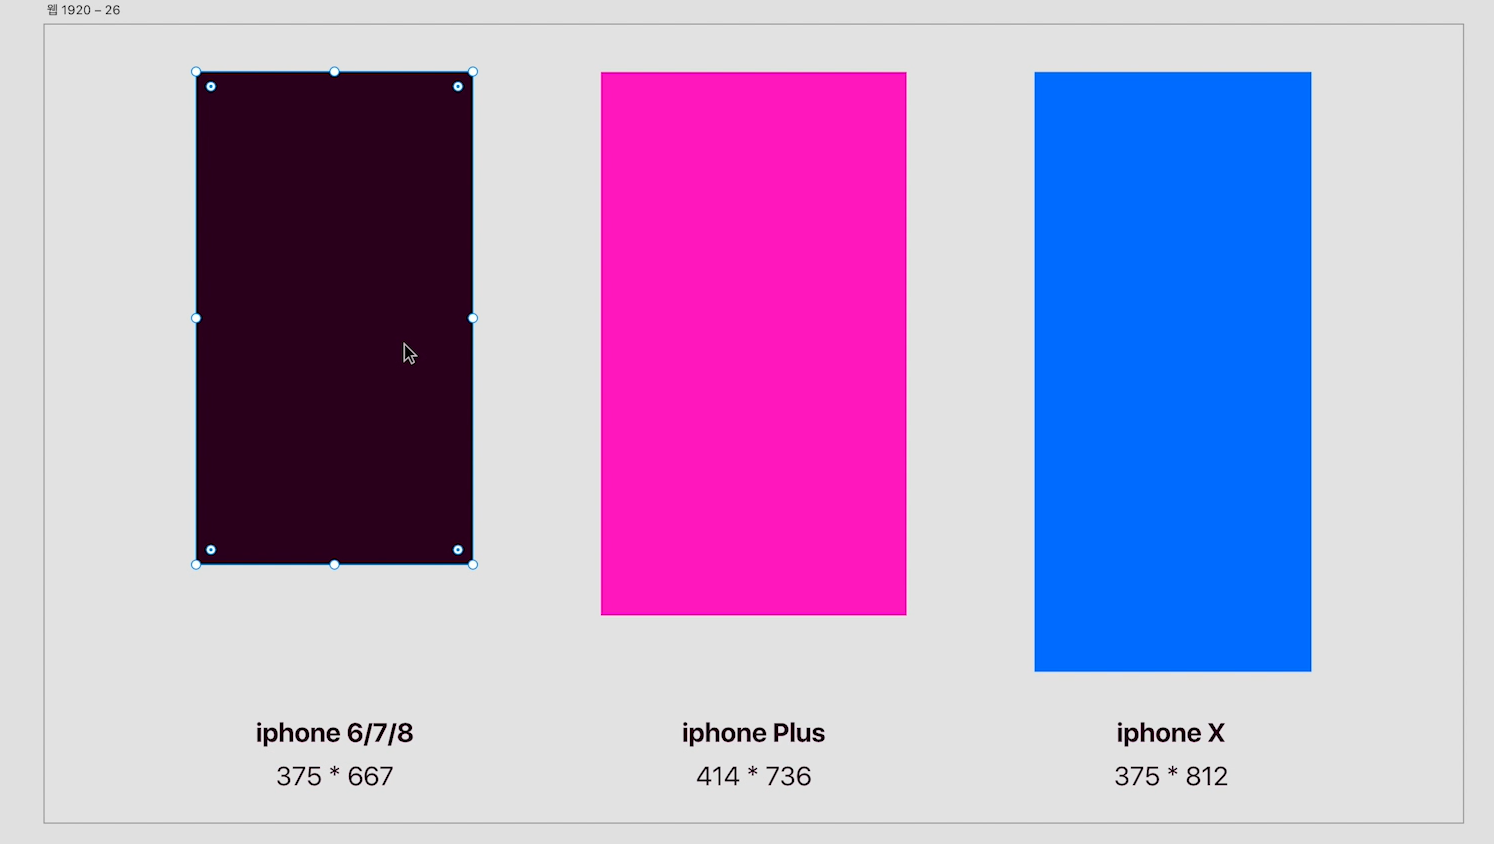 웹 1920 – 26
iphone 6/7/8
375 * 667
iphone Plus
414 * 736
iphone X
375 * 812